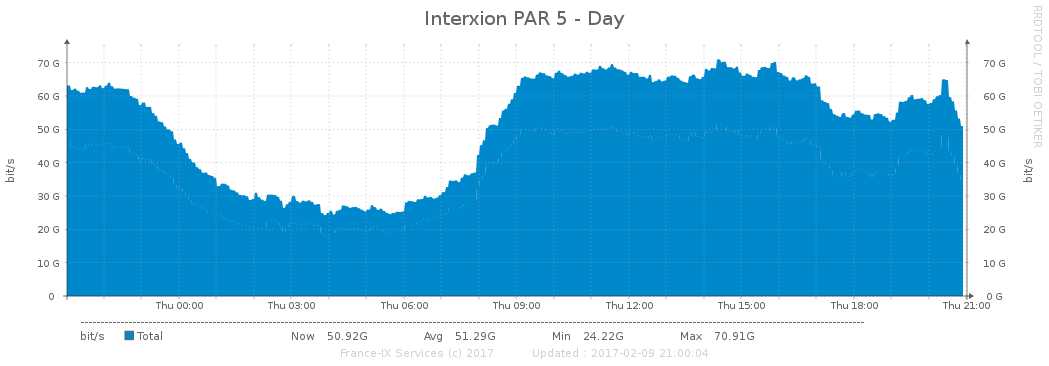 Interxion PAR 5 - Day
RRDTOOL / TOBI OETIKER
bit/s
70 G
60 G
50 G
40 G
30 G
20 G
10 G
0
70 G
60 G
50 G
40 G
30 G
20 G
10 G
0 G
bit/s
Thu 00:00 Thu 03:00 Thu 06:00 Thu 09:00 Thu 12:00 Thu 15:00 Thu 18:00 Thu 21:00
bit/s Total Now 50.92G Avg 51.29G Min 24.22G Max 70.91G
France-IX Services (c) 2017 Updated : 2017-02-09 21:00:04